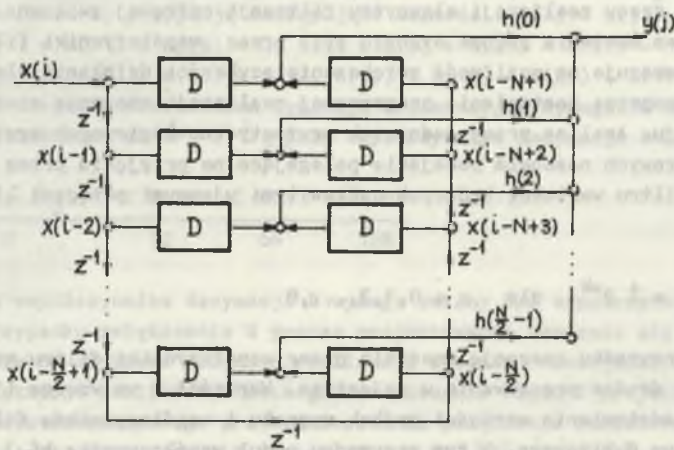 h(0) y(i)
x(i) D D x(i-N+1)
z⁻¹ z⁻¹ h(1)
x(i-1) D D x(i-N+2)
z⁻¹ z⁻¹ h(2)
x(i-2) D D x(i-N+3)
z⁻¹ z⁻¹
z⁻¹ z⁻¹ h(N/2-1)
x(i-N/2+1) D D x(i-N/2)
z⁻¹